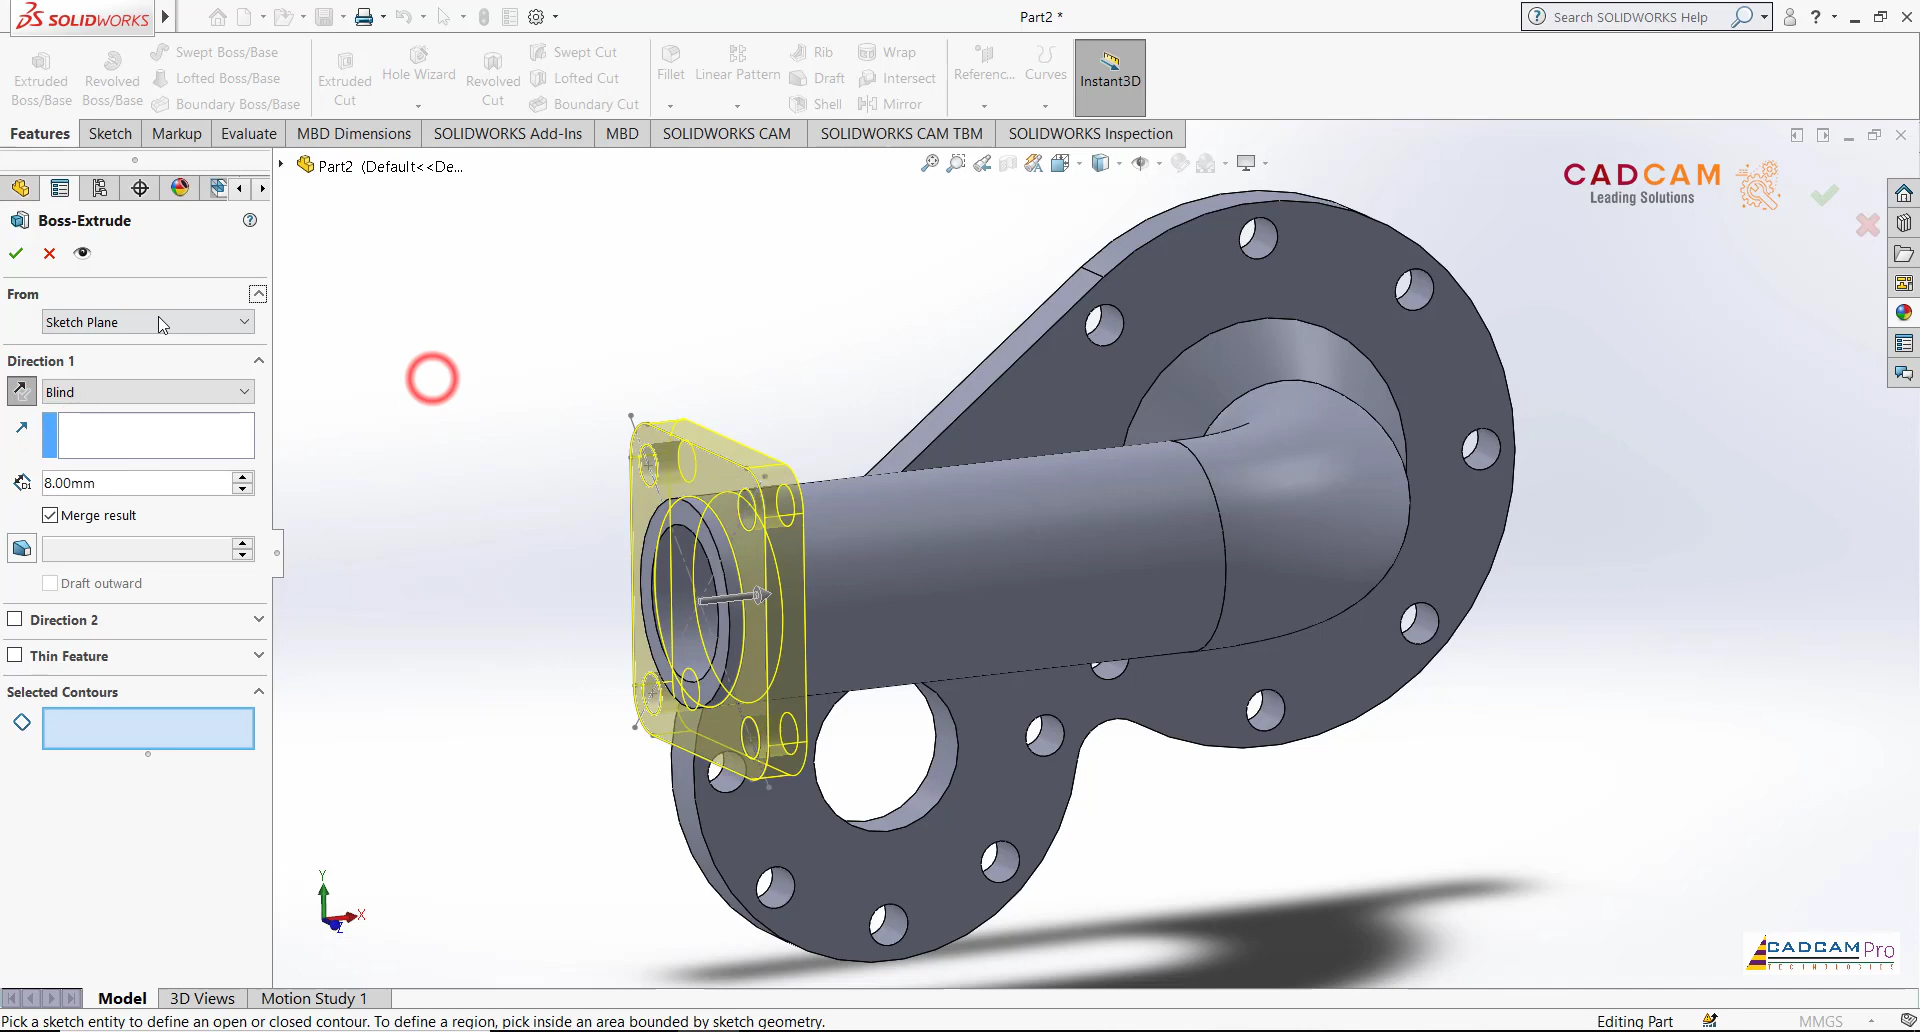 SOLIDWORKS
Part2 *
Search SOLIDWORKS Help
Extruded Boss/Base
Revolved Boss/Base
Swept Boss/Base
Lofted Boss/Base
Boundary Boss/Base
Extruded Cut
Hole Wizard
Revolved Cut
Swept Cut
Lofted Cut
Boundary Cut
Fillet
Linear Pattern
Rib
Draft
Shell
Wrap
Intersect
Mirror
Referenc...
Curves
Instant3D
Features
Sketch
Markup
Evaluate
MBD Dimensions
SOLIDWORKS Add-Ins
MBD
SOLIDWORKS CAM
SOLIDWORKS CAM TBM
SOLIDWORKS Inspection
Part2 (Default<<De...
CADCAM
Leading Solutions
Boss-Extrude
From
Sketch Plane
Direction 1
Blind
8.00mm
Merge result
Draft outward
Direction 2
Thin Feature
Selected Contours
Y
X
Z
CADCAM Pro
TECHNOLOGIES
Model
3D Views
Motion Study 1
Pick a sketch entity to define an open or closed contour. To define a region, pick inside an area bounded by sketch geometry.
Editing Part
MMGS